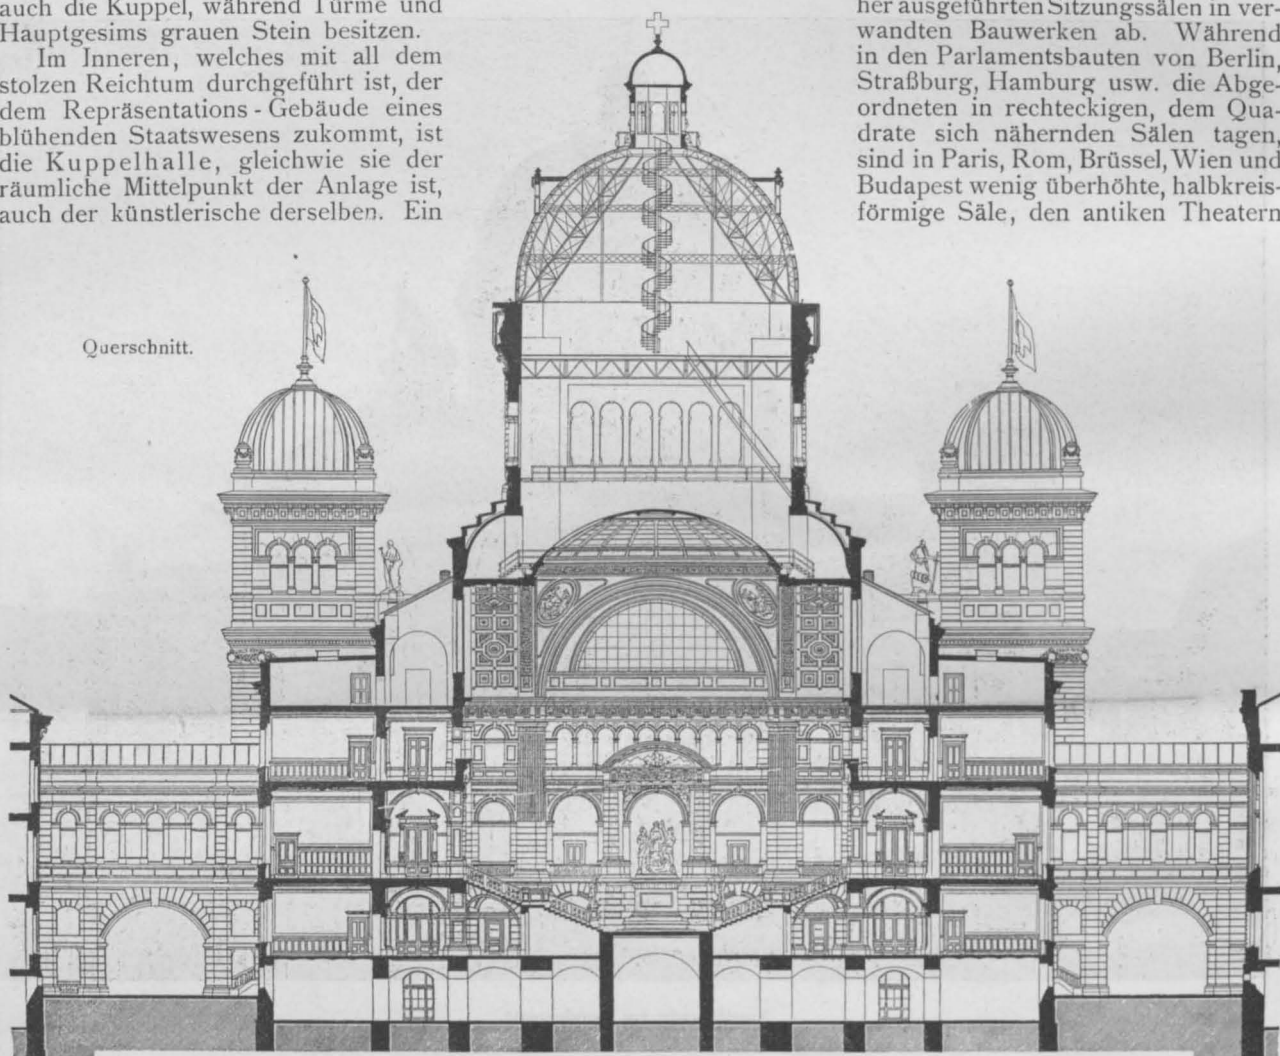 auch die Kuppel, während Türme und
Hauptgesims grauen Stein besitzen.
Im Inneren, welches mit all dem
stolzen Reichtum durchgeführt ist, der
dem Repräsentations-Gebäude eines
blühenden Staatswesens zukommt, ist
die Kuppelhalle, gleichwie sie der
räumliche Mittelpunkt der Anlage ist,
auch der künstlerische derselben. Ein
her ausgeführten Sitzungssälen in ver-
wandten Bauwerken ab. Während
in den Parlamentsbauten von Berlin,
Straßburg, Hamburg usw. die Abge-
ordneten in rechteckigen, dem Qua-
drate sich nähernden Sälen tagen,
sind in Paris, Rom, Brüssel, Wien und
Budapest wenig überhöhte, halbkreis-
förmige Säle, den antiken Theatern
Querschnitt.